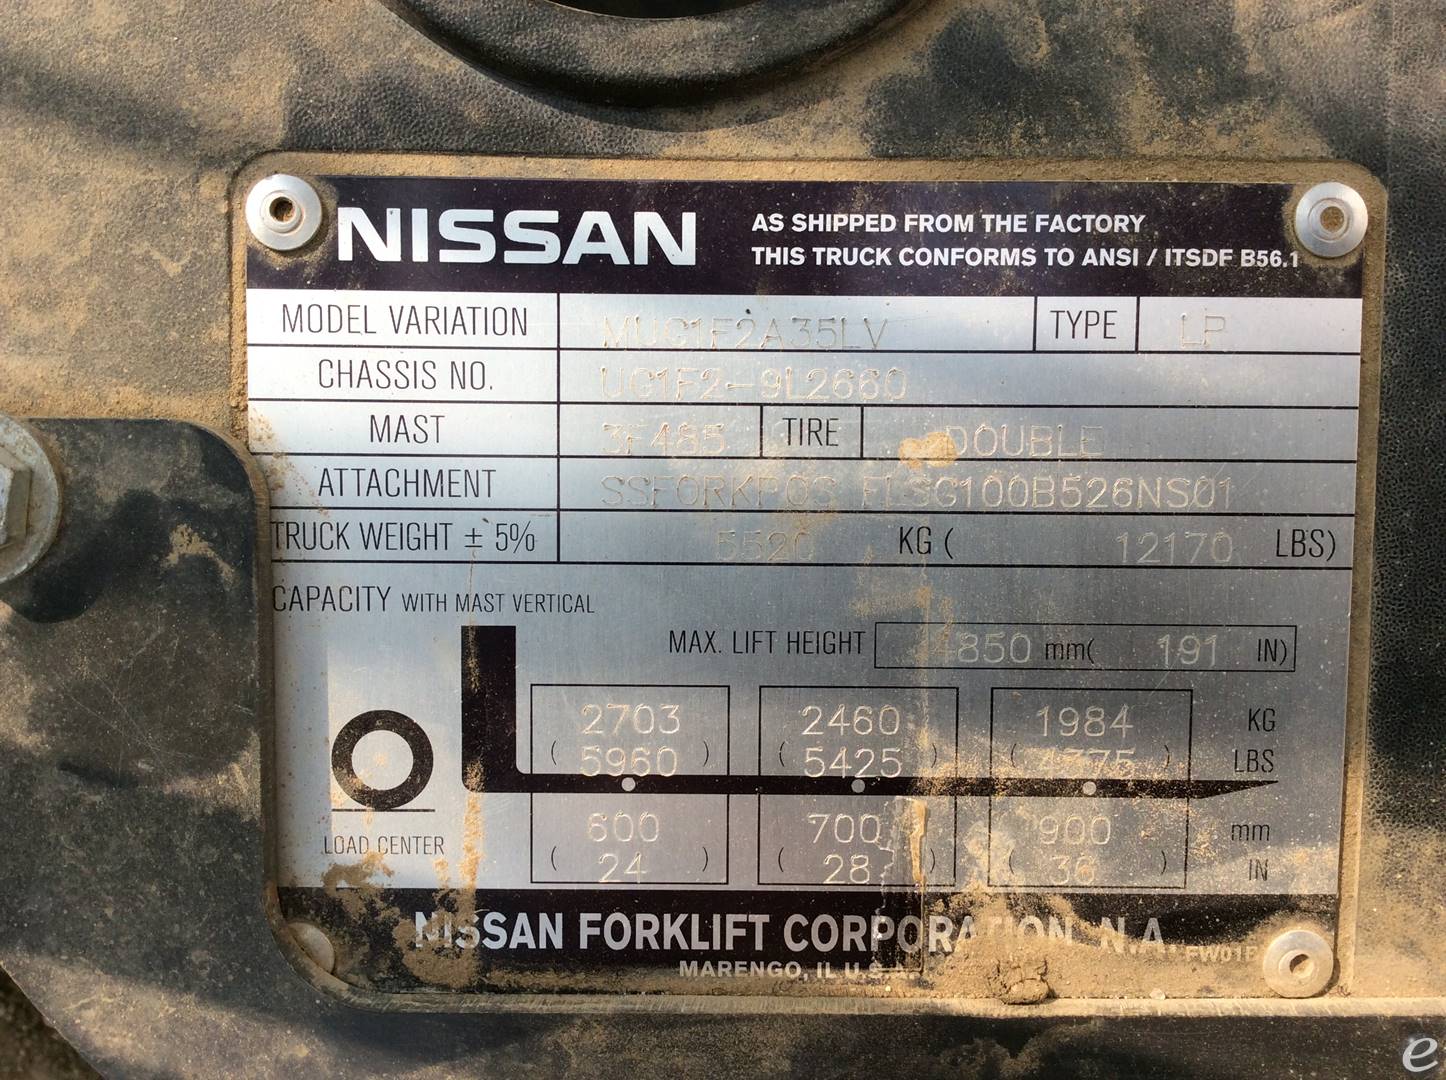 NISSAN
AS SHIPPED FROM THE FACTORY
THIS TRUCK CONFORMS TO ANSI / ITSDF B56.1
MODEL VARIATION MUG1F2A35LV TYPE LP
CHASSIS NO. UG1F2-9L2660
MAST 3F485 TIRE DOUBLE
ATTACHMENT SSFORKPOS FLSG100B526NS01
TRUCK WEIGHT ± 5% 5520 KG ( 12170 LBS)
CAPACITY WITH MAST VERTICAL
MAX. LIFT HEIGHT 4850 mm( 191 IN)
2703 2460 1984 KG
( 5960 ) ( 5425 ) ( 4375 ) LBS
600 700 900 mm
LOAD CENTER
( 24 ) ( 28 ) ( 36 ) IN
NISSAN FORKLIFT CORPORATION, N.A.
MARENGO, IL U.S.A.
e